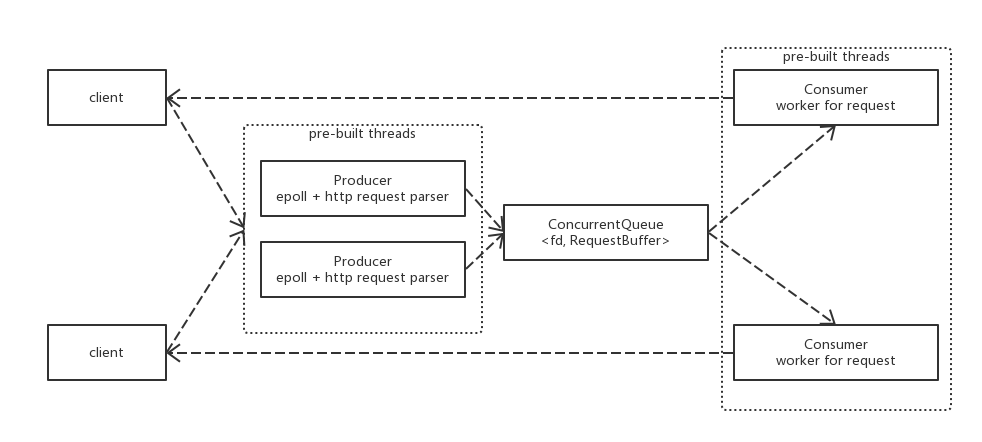 pre-built threads
client
Consumer
worker for request
pre-built threads
Producer
epoll + http request parser
ConcurrentQueue
<fd, RequestBuffer>
Producer
epoll + http request parser
client
Consumer
worker for request